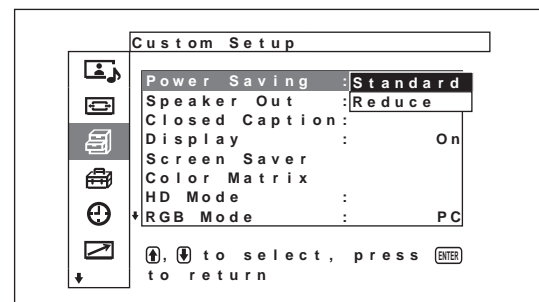 Custom Setup
Power Saving :Standard
Speaker Out :Reduce
Closed Caption:
Display : On
Screen Saver
Color Matrix
HD Mode :
RGB Mode : PC
, to select, press ENTER
to return